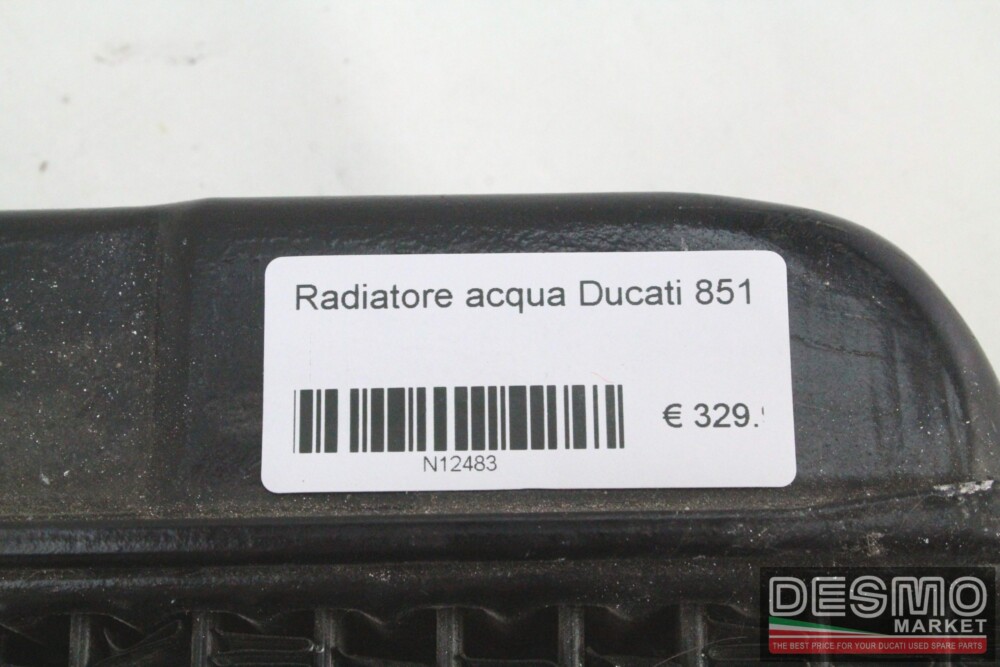 Radiatore acqua Ducati 851
€ 329.
N12483
DESMO
MARKET
THE BEST PRICE FOR YOUR DUCATI USED SPARE PARTS